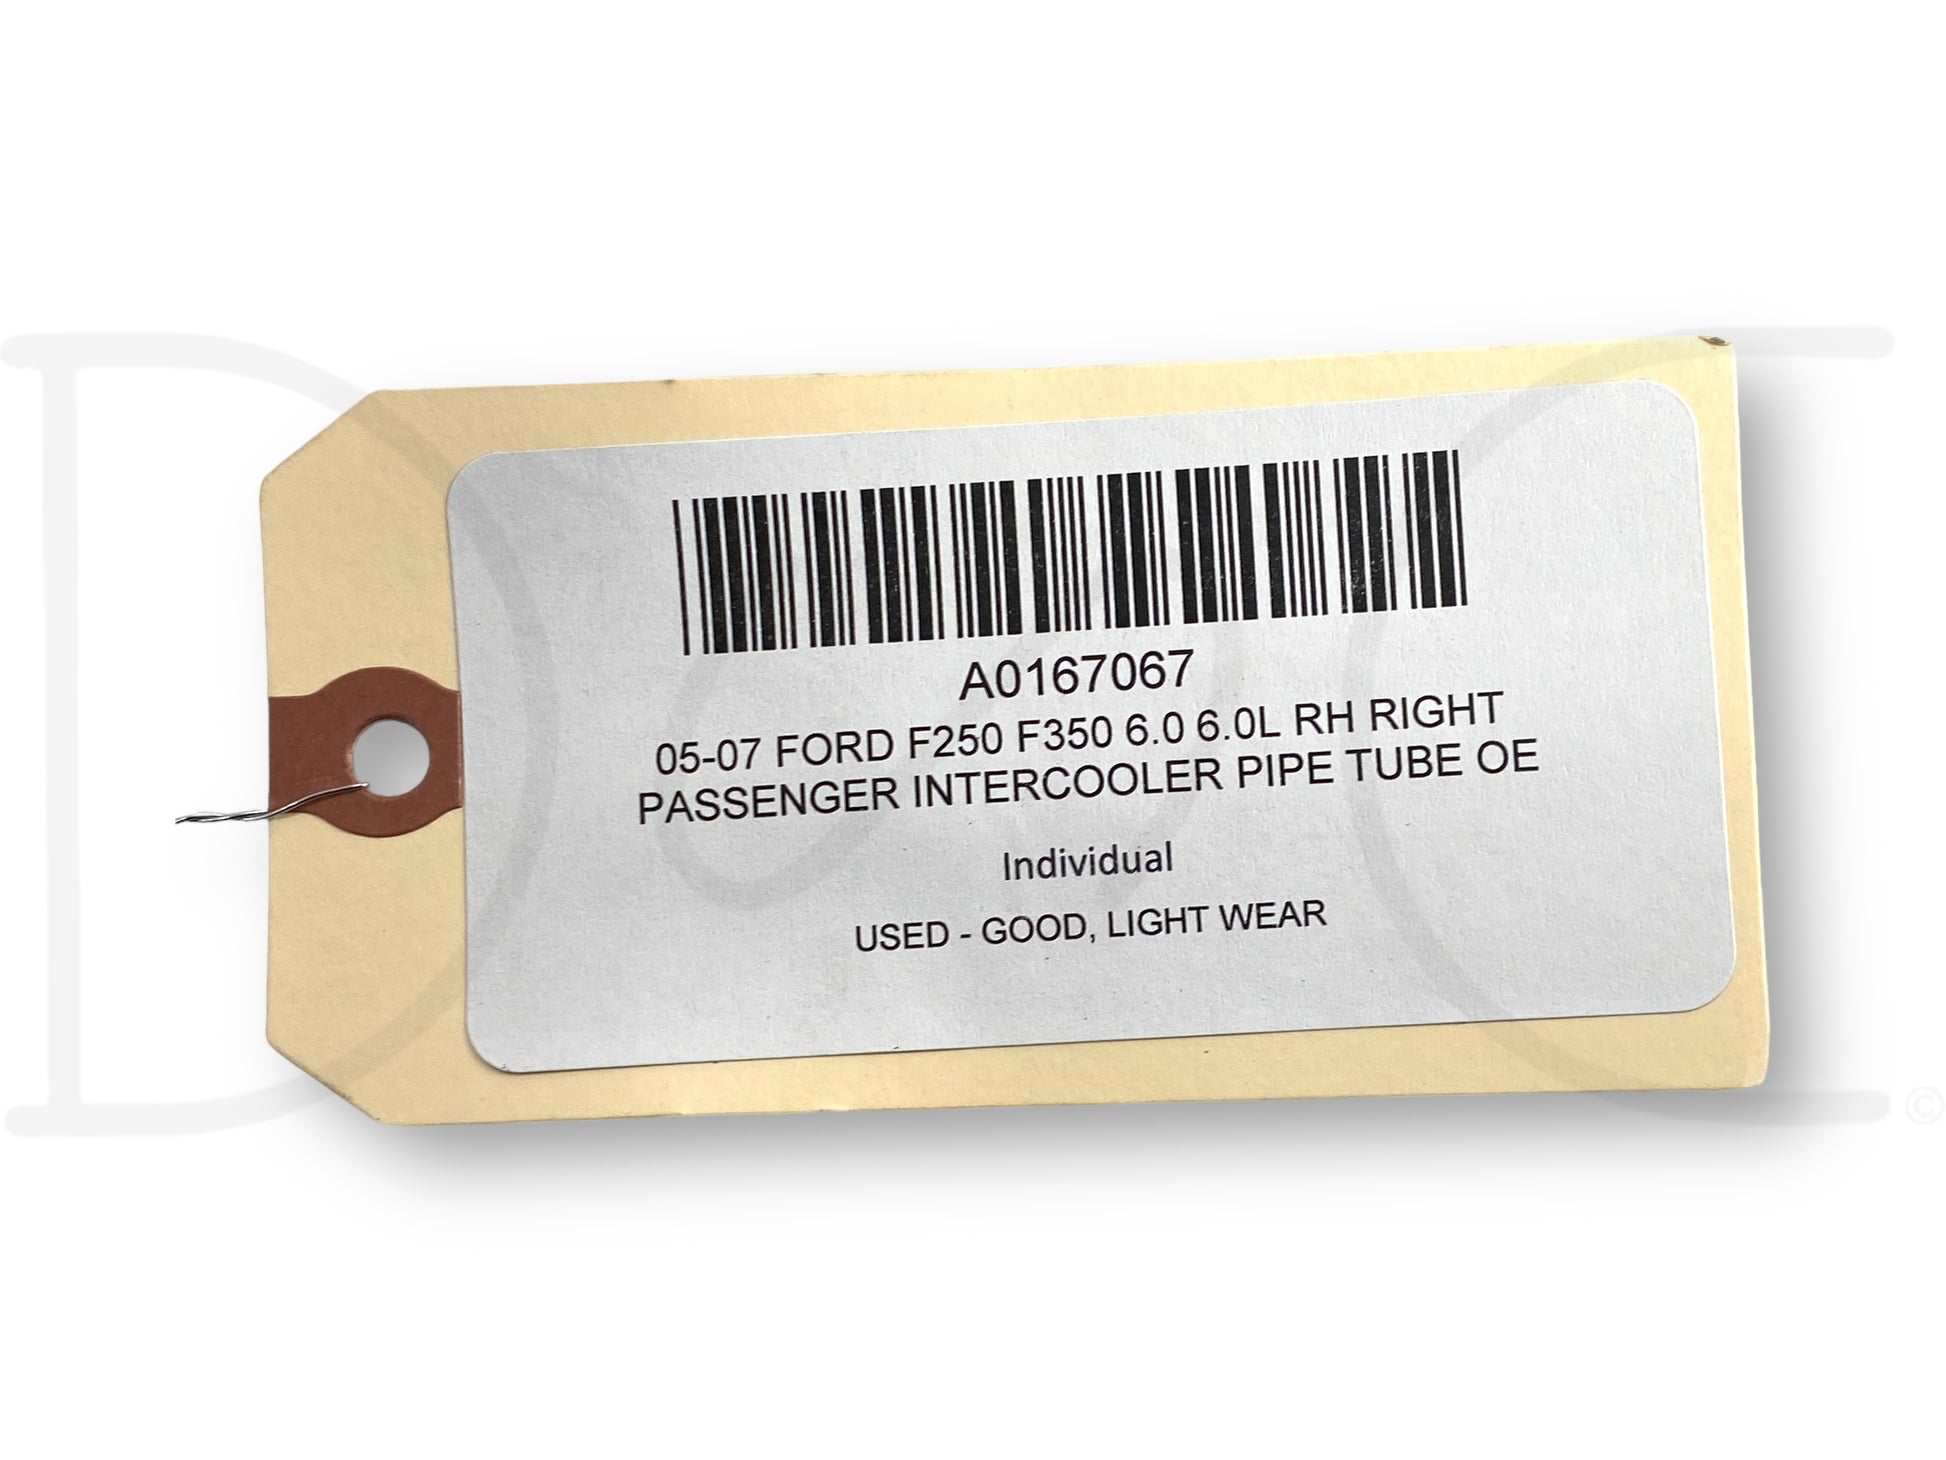 A0167067
05-07 FORD F250 F350 6.0 6.0L RH RIGHT
PASSENGER INTERCOOLER PIPE TUBE OE
Individual
USED - GOOD, LIGHT WEAR
©